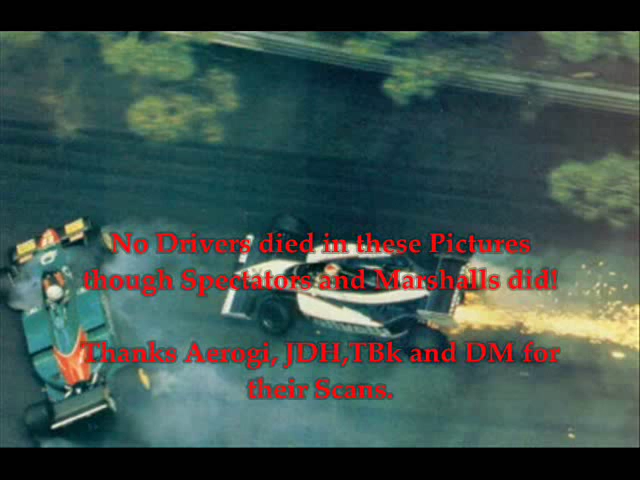 No Drivers died in these Pictures
though Spectators and Marshalls did!
Thanks Aerogi, JDH,TBk and DM for
their Scans.